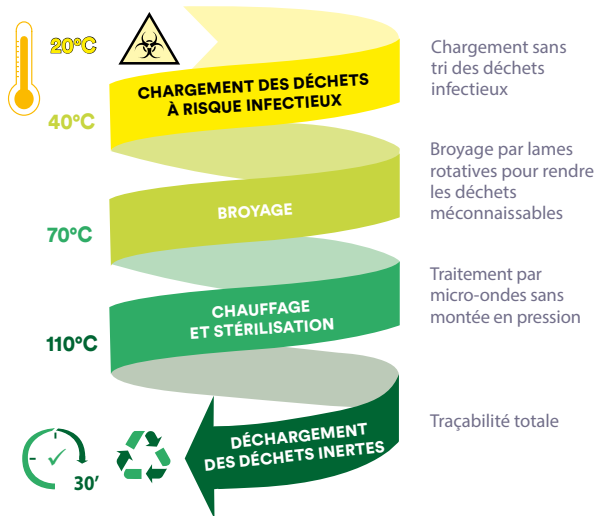 20°C
CHARGEMENT DES DÉCHETS
À RISQUE INFECTIEUX
Chargement sans
tri des déchets
infectieux
40°C
BROYAGE
Broyage par lames
rotatives pour rendre
les déchets
méconnaissables
70°C
CHAUFFAGE
ET STÉRILISATION
Traitement par
micro-ondes sans
montée en pression
110°C
DÉCHARGEMENT
DES DÉCHETS INERTES
Traçabilité totale
30’